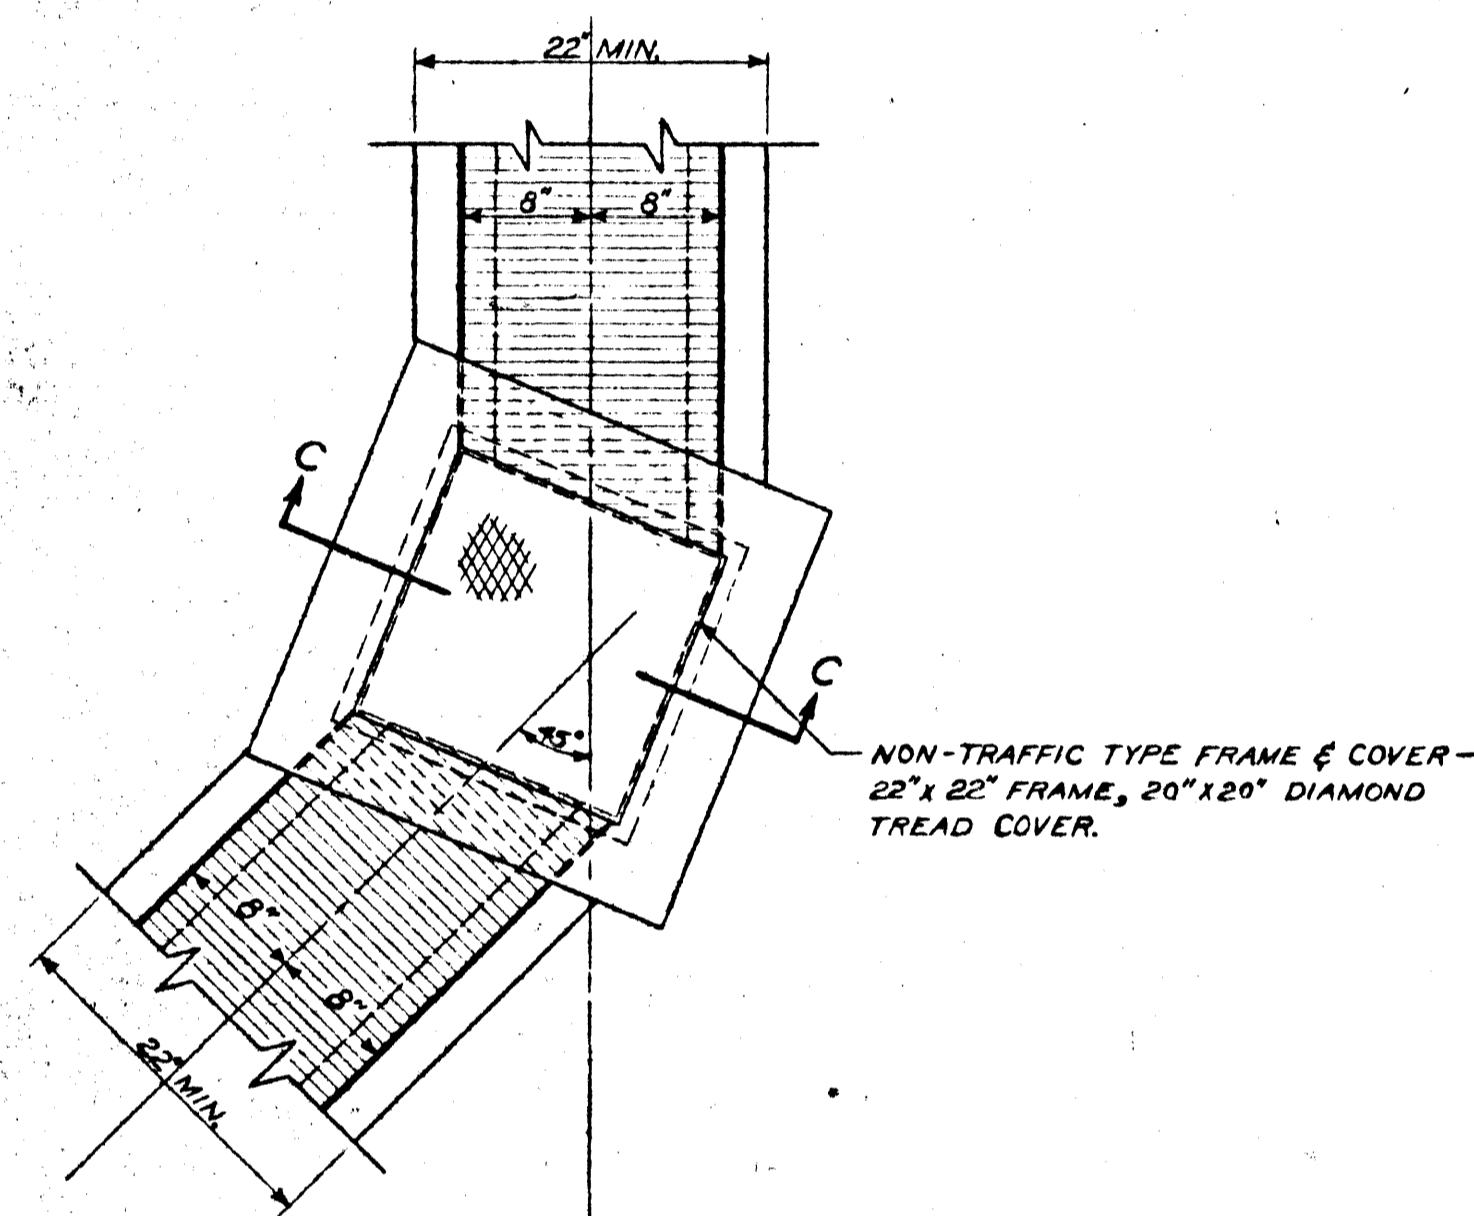 22" MIN.
8" 8"
C
45°
C
NON-TRAFFIC TYPE FRAME & COVER-
22" X 22" FRAME, 20" X 20" DIAMOND
TREAD COVER.
8"
8"
22" MIN.